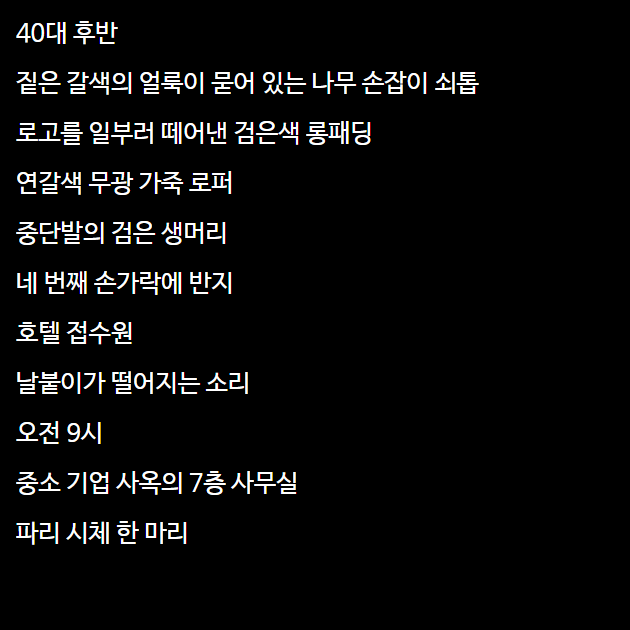 40대 후반
짙은 갈색의 얼룩이 묻어 있는 나무 손잡이 쇠톱
로고를 일부러 떼어낸 검은색 롱패딩
연갈색 무광 가죽 로퍼
중단발의 검은 생머리
네 번째 손가락에 반지
호텔 접수원
날붙이가 떨어지는 소리
오전 9시
중소 기업 사옥의 7층 사무실
파리 시체 한 마리